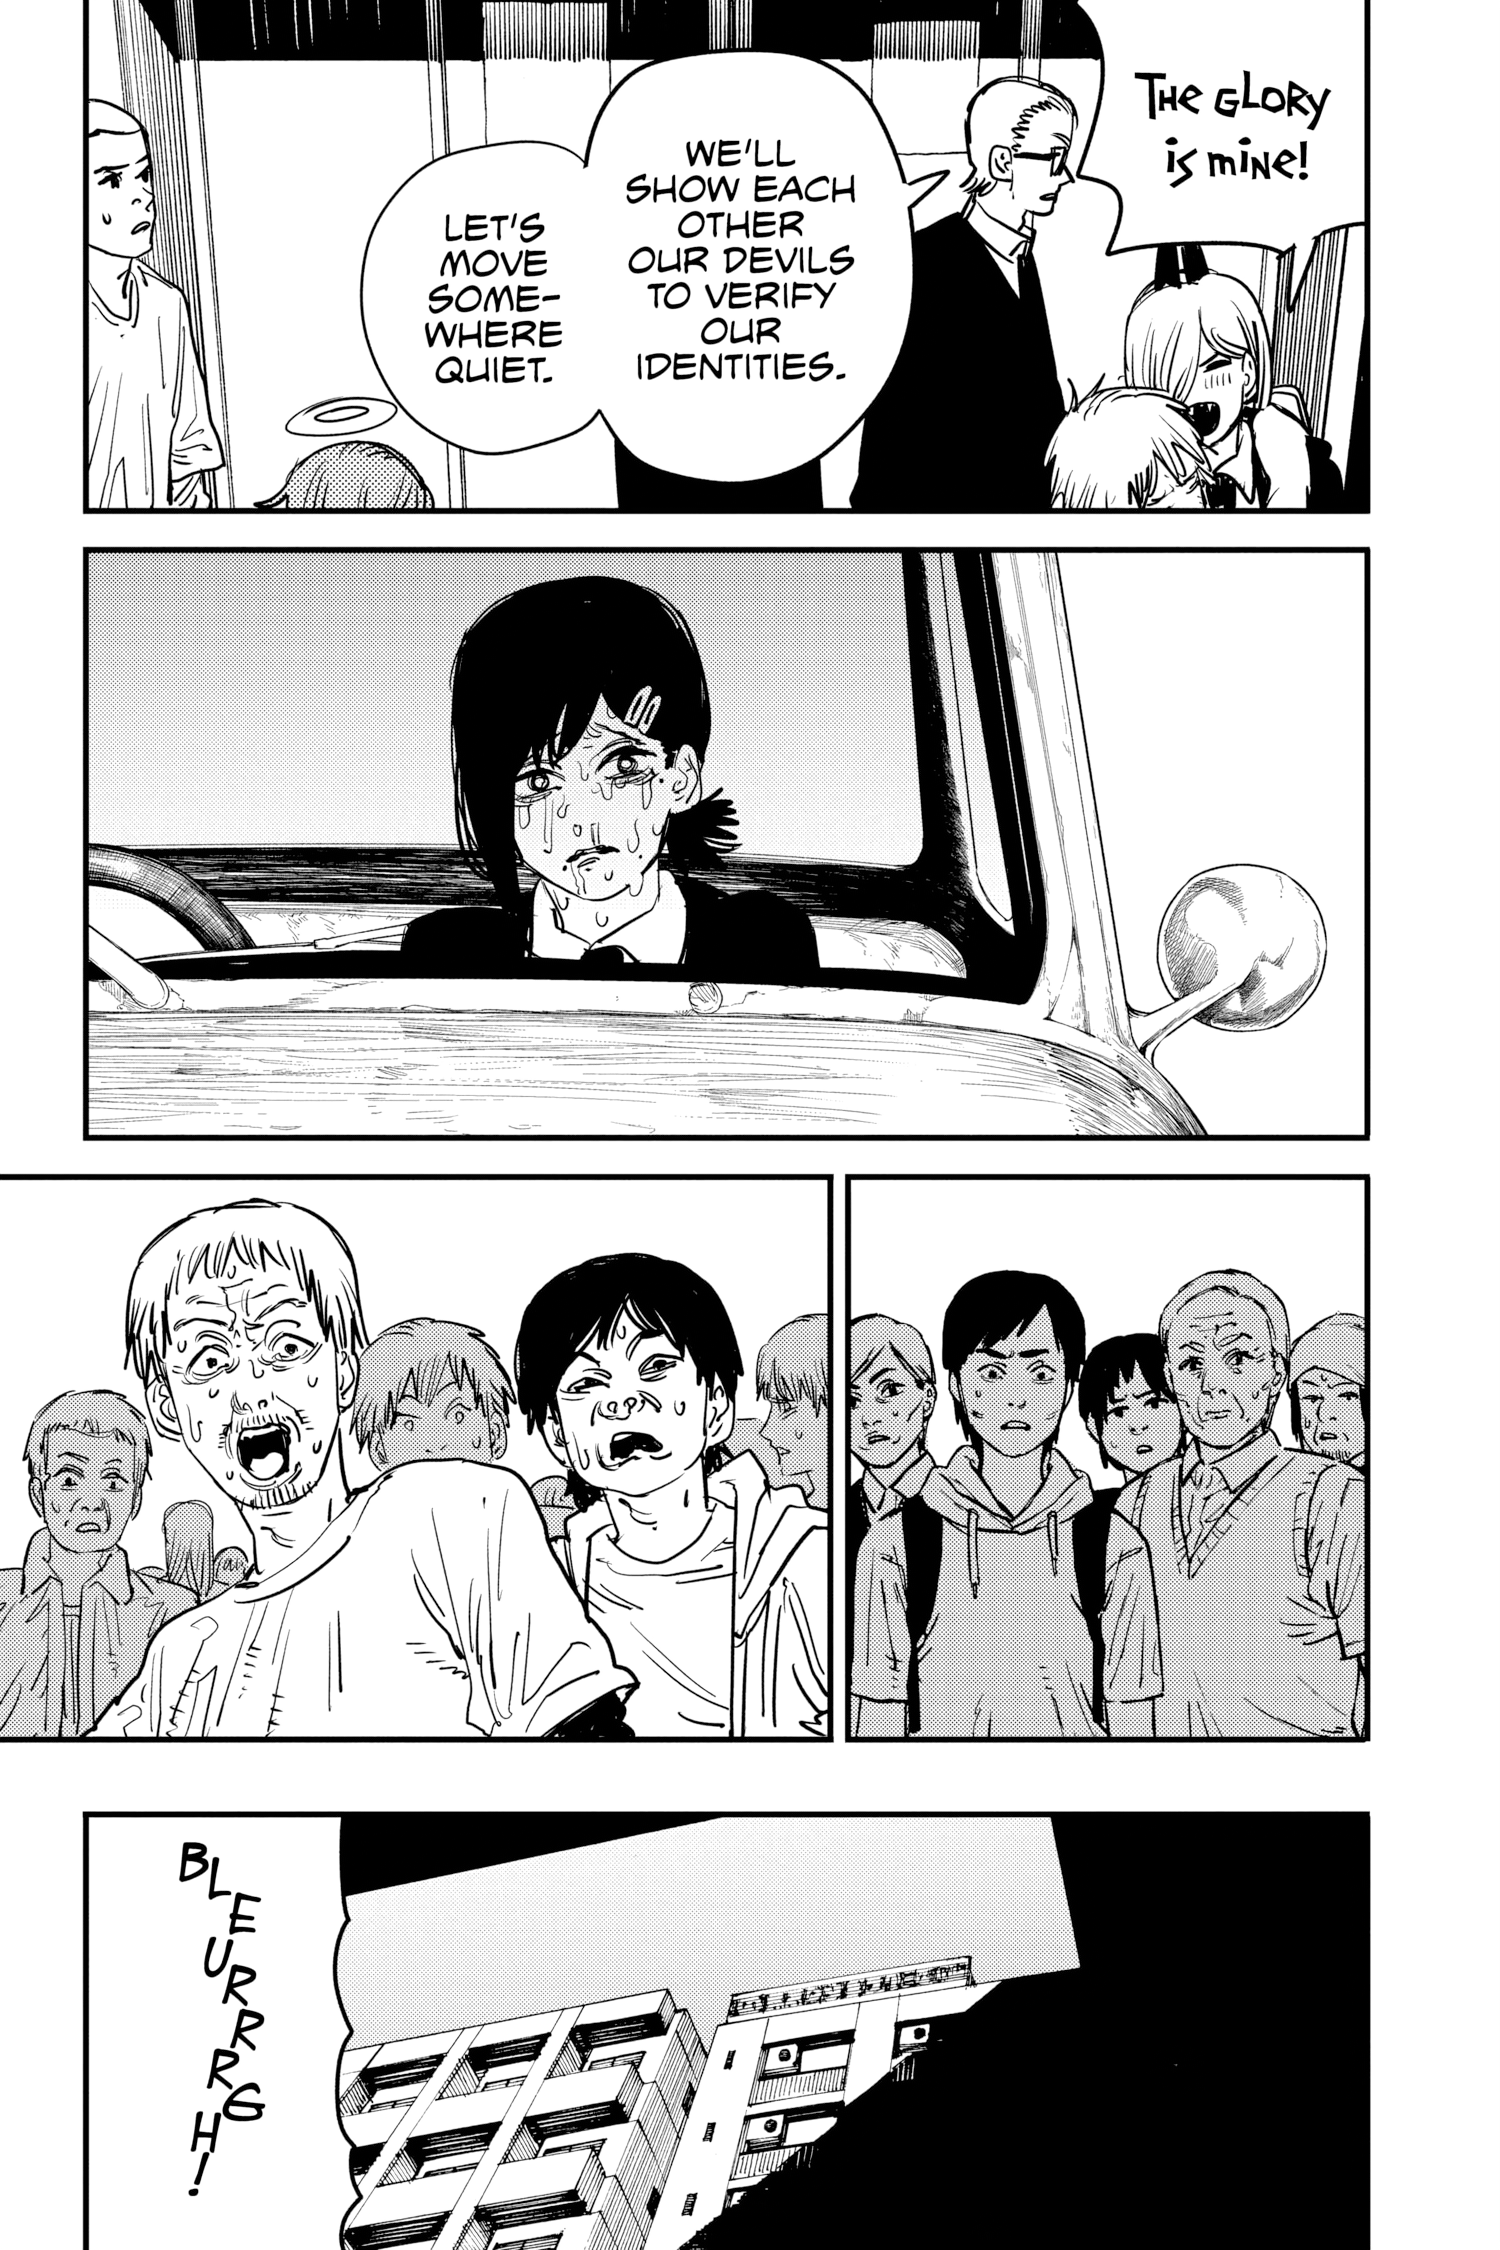 THE GLORY
IS MINE!
WE'LL
SHOW EACH
OTHER
OUR DEVILS
TO VERIFY
OUR
IDENTITIES.
LET'S
MOVE
SOME-
WHERE
QUIET.
BLEURRRGH!